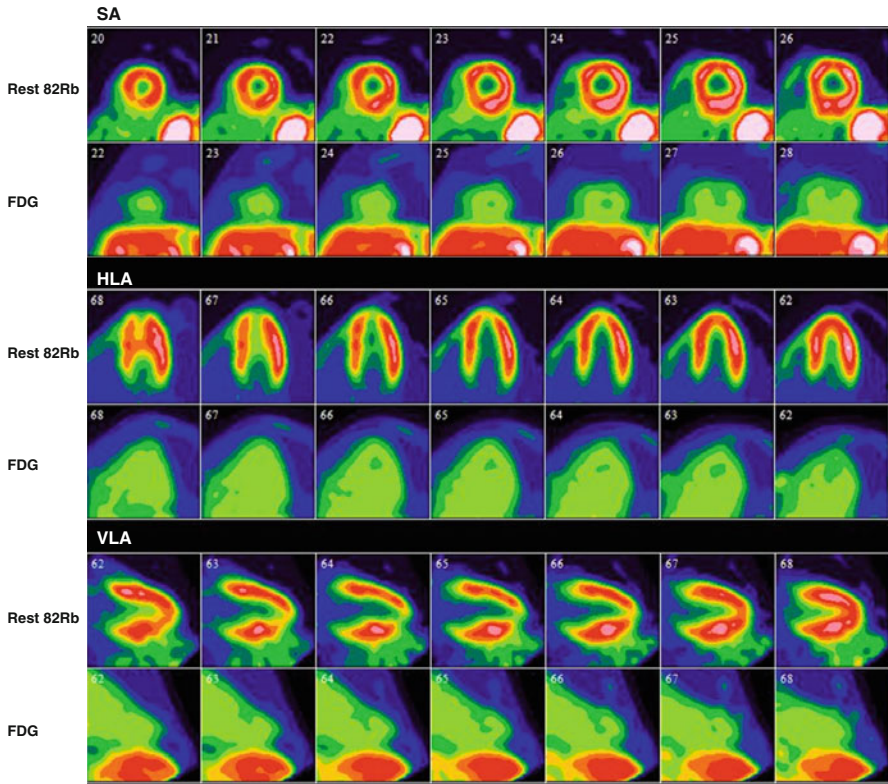 SA
Rest 82Rb
20 21 22 23 24 25 26
FDG
22 23 24 25 26 27 28
HLA
Rest 82Rb
68 67 66 65 64 63 62
FDG
68 67 66 65 64 63 62
VLA
Rest 82Rb
62 63 64 65 66 67 68
FDG
62 63 64 65 66 67 68